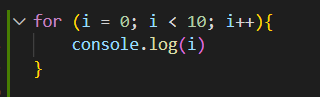 for (i = 0; i < 10; i++){
    console.log(i)
}